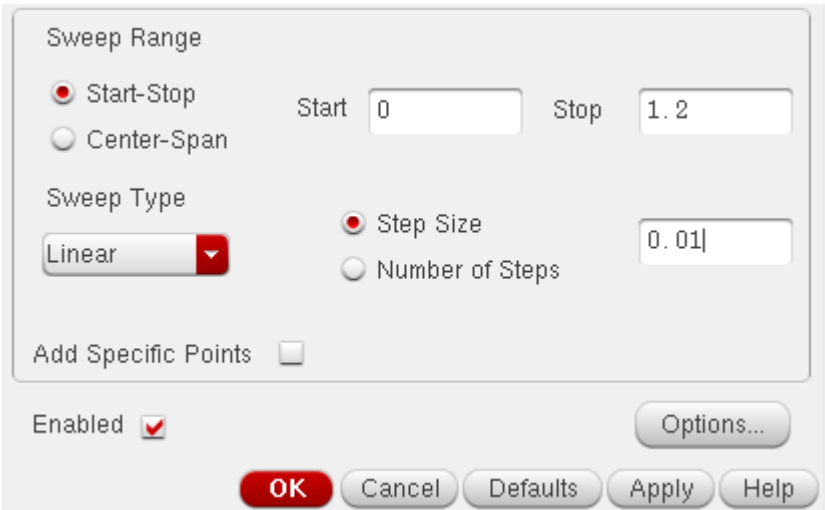 Sweep Range
Start-Stop
Start 0 Stop 1.2
Center-Span
Sweep Type
Step Size
Linear 0.01
Number of Steps
Add Specific Points
Enabled Options...
OK Cancel Defaults Apply Help